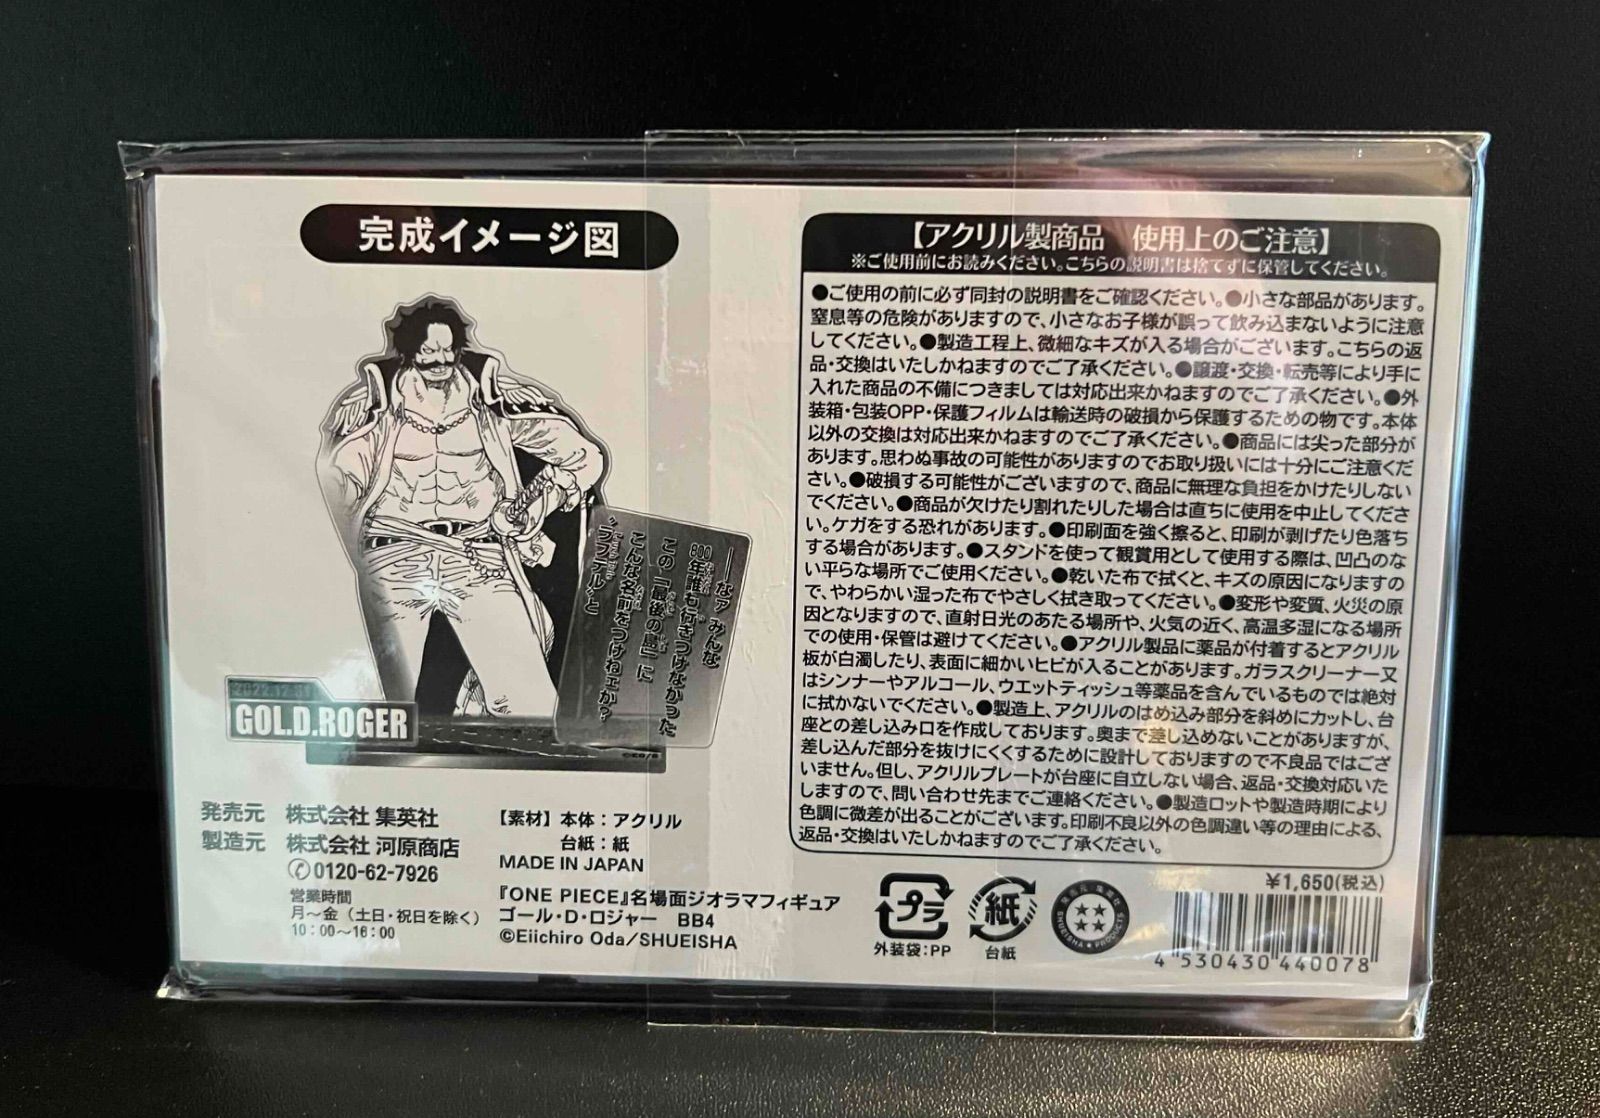 完成イメージ図
――なァ みんな
800年誰も行きつけなかった
この「最後の島」に
こんな名前をつけねェか?
"ラフテル"と
2022.12.31
GOL.D.ROGER
発売元 株式会社 集英社
製造元 株式会社 河原商店
0120-62-7926
営業時間
月～金(土日・祝日を除く)
10:00～16:00
【素材】本体:アクリル
台紙:紙
MADE IN JAPAN
『ONE PIECE』名場面ジオラマフィギュア
ゴール・D・ロジャー BB4
©Eiichiro Oda/SHUEISHA
【アクリル製商品 使用上のご注意】
※ご使用前にお読みください。こちらの説明書は捨てずに保管してください。
●ご使用の前に必ず同封の説明書をご確認ください。●小さな部品があります。
窒息等の危険がありますので、小さなお子様が誤って飲み込まないように注意
してください。●製造工程上、微細なキズが入る場合がございます。こちらの返
品・交換はいたしかねますのでご了承ください。●譲渡・交換・転売等により手に
入れた商品の不備につきましては対応出来かねますのでご了承ください。●外
装箱・包装OPP・保護フィルムは輸送時の破損から保護するための物です。本体
以外の交換は対応出来かねますのでご了承ください。●商品には尖った部分が
あります。思わぬ事故の可能性がありますのでお取り扱いには十分にご注意くだ
さい。●破損する可能性がございますので、商品に無理な負担をかけたりしない
でください。●商品が欠けたり割れたりした場合は直ちに使用を中止してくださ
い。ケガをする恐れがあります。●印刷面を強く擦ると、印刷が剥げたり色落ち
する場合があります。●スタンドを使って観賞用として使用する際は、凹凸のな
い平らな場所でご使用ください。●乾いた布で拭くと、キズの原因になりますの
で、やわらかい湿った布でやさしく拭き取ってください。●変形や変質、火災の原
因となりますので、直射日光のあたる場所や、火気の近く、高温多湿になる場所
での使用・保管は避けてください。●アクリル製品に薬品が付着するとアクリル
板が白濁したり、表面に細かいヒビが入ることがあります。ガラスクリーナー又
はシンナーやアルコール、ウエットティッシュ等薬品を含んでいるものでは絶対
に拭かないでください。●製造上、アクリルのはめ込み部分を斜めにカットし、台
座との差し込み口を作成しております。奥まで差し込めないことがありますが、
差し込んだ部分を抜けにくくするために設計しておりますので不良品ではござ
いません。但し、アクリルプレートが台座に自立しない場合、返品・交換対応いた
しますので、問い合わせ先までご連絡ください。●製造ロットや製造時期により
色調に微差が出ることがございます。印刷不良以外の色調違い等の理由による、
返品・交換はいたしかねますのでご了承ください。
¥1,650(税込)
プラ
外装袋:PP
紙
台紙
発売元 集英社
SHUEISHA PRODUCTS
4 530430 440078